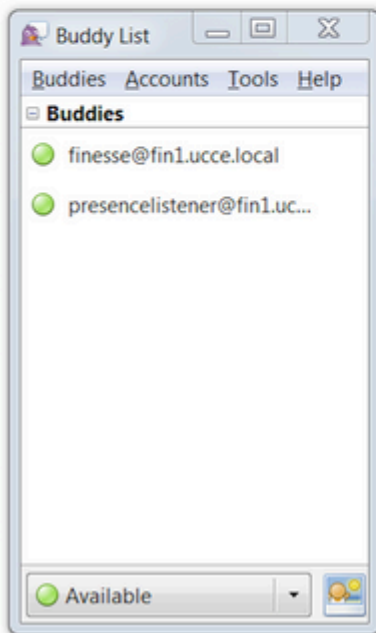 Buddy List
Buddies Accounts Tools Help
Buddies
finesse@fin1.ucce.local
presencelistener@fin1.uc...
Available